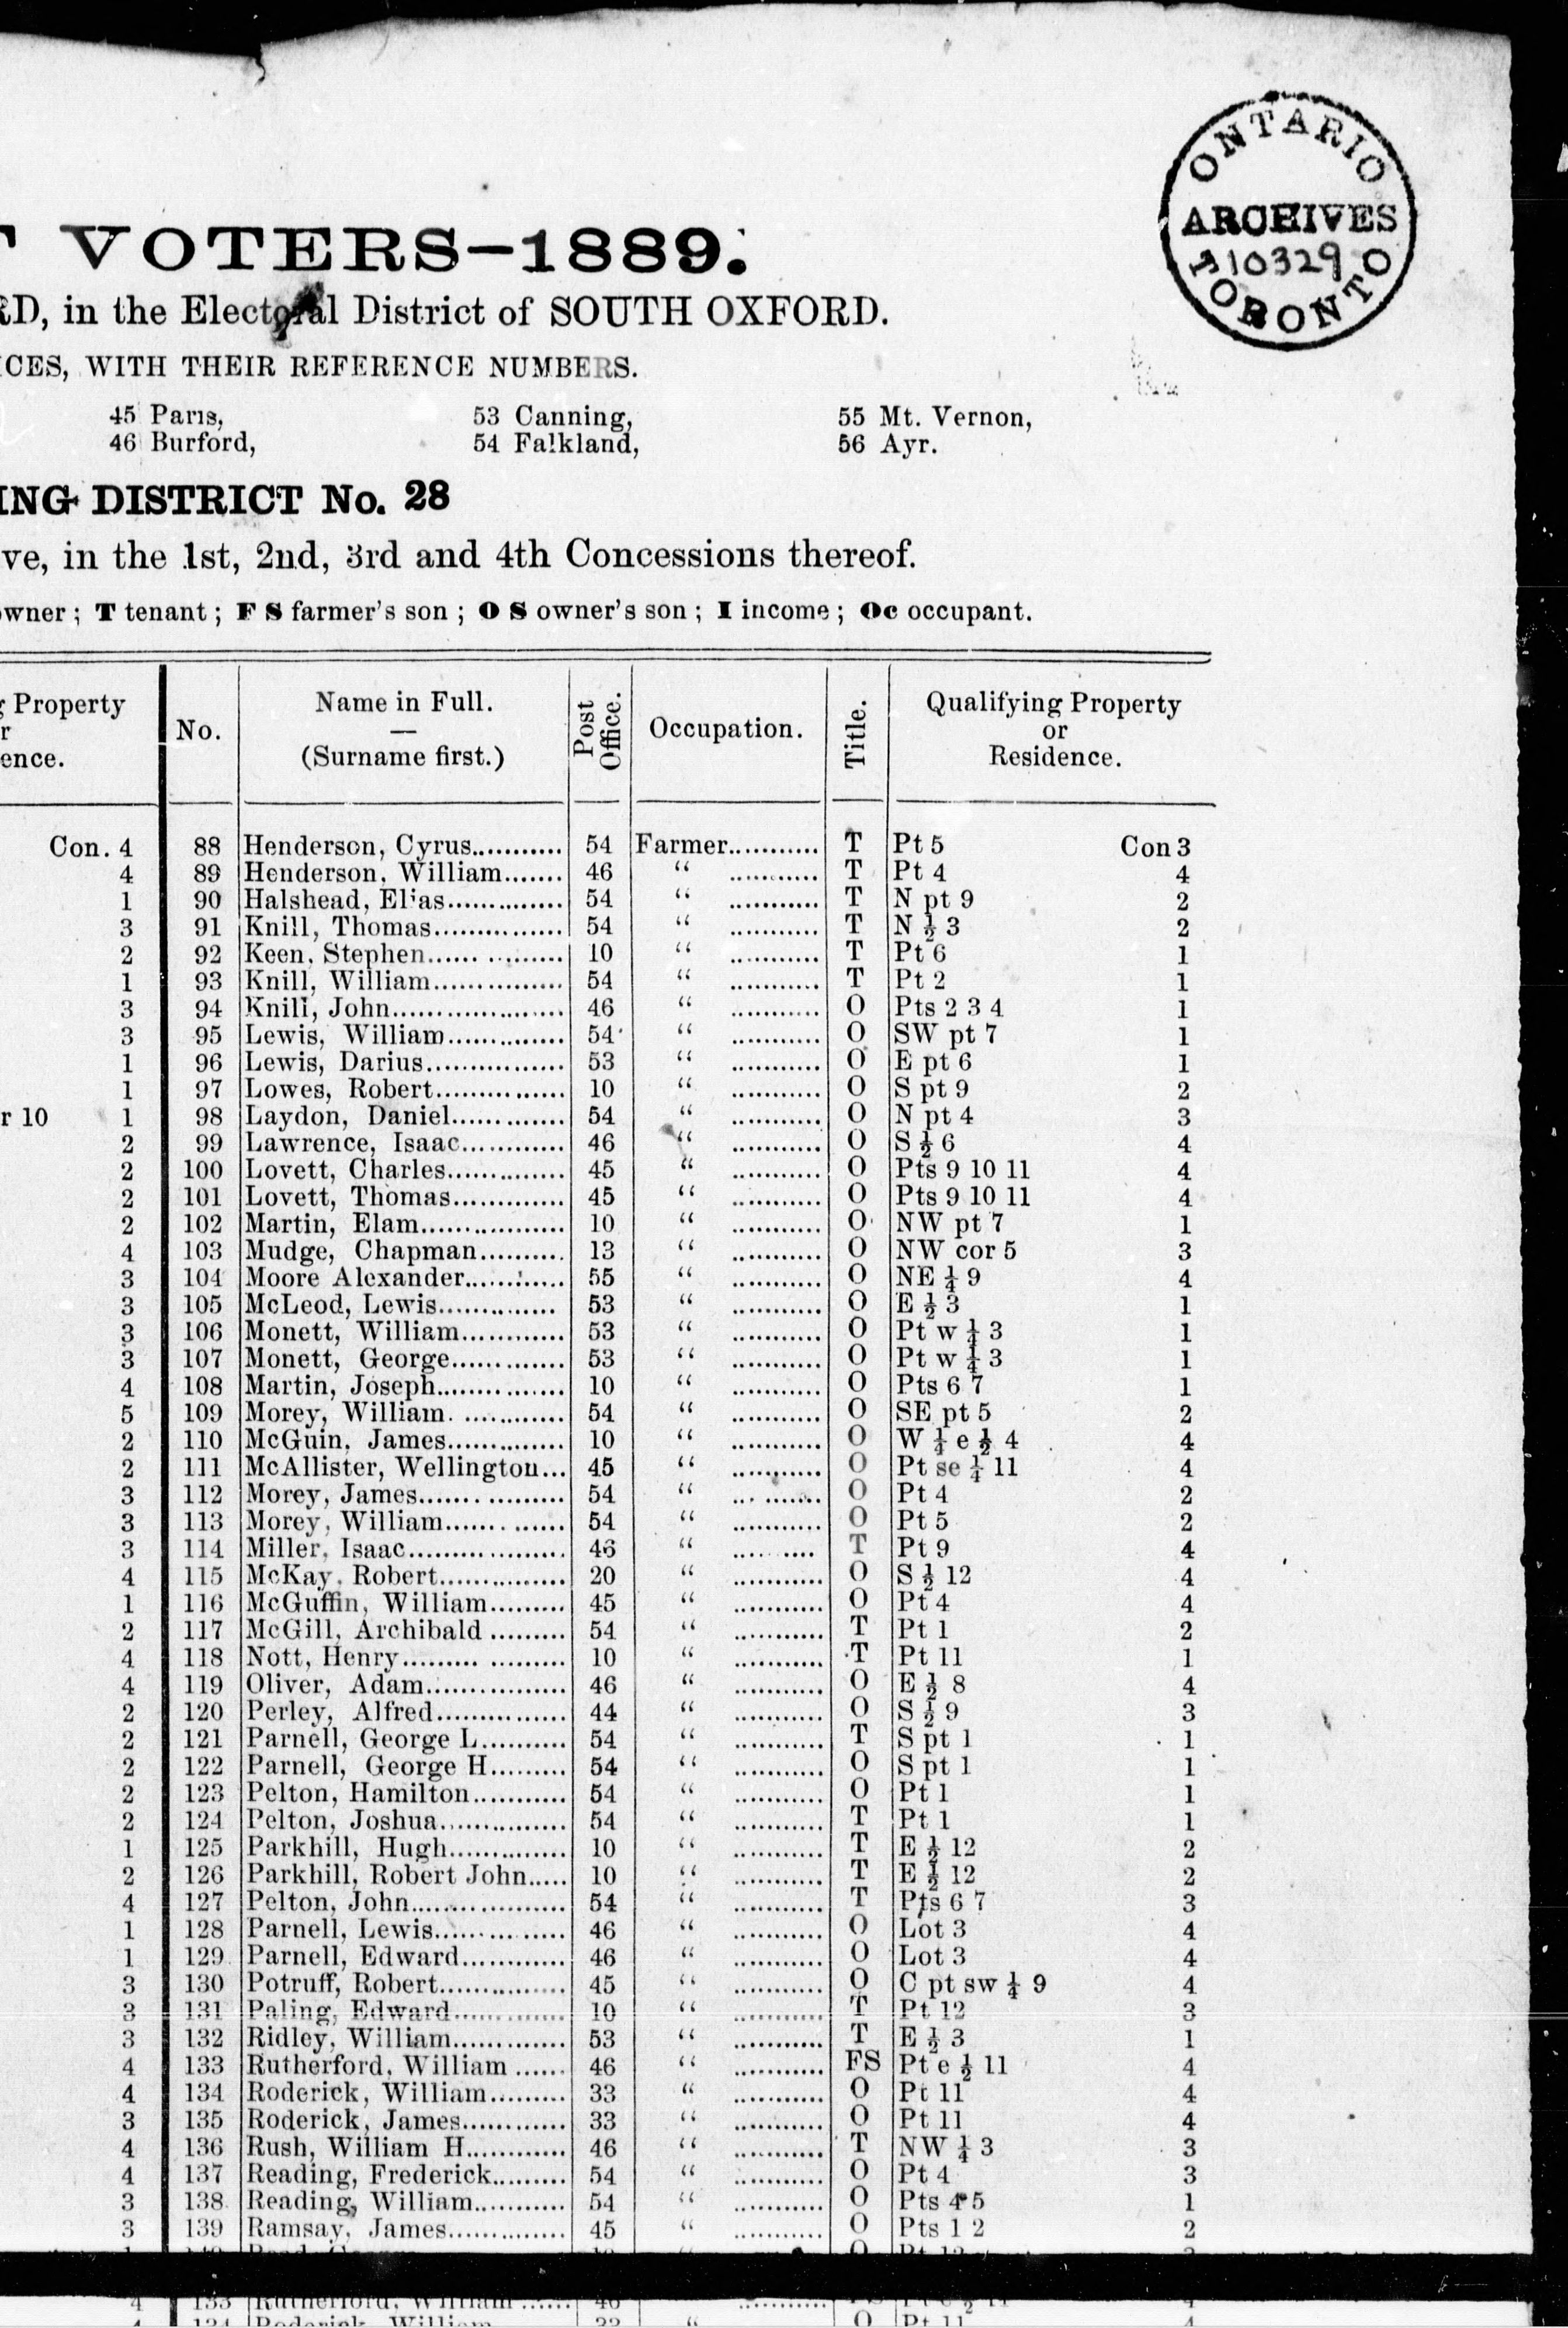 ONTARIO
ARCHIVES
10329
TORONTO
VOTERS—1889.
RD, in the Electoral District of SOUTH OXFORD.
ICES, WITH THEIR REFERENCE NUMBERS.
45 Paris, 53 Canning, 55 Mt. Vernon,
46 Burford, 54 Falkland, 56 Ayr.
ING DISTRICT No. 28
ve, in the 1st, 2nd, 3rd and 4th Concessions thereof.
owner; T tenant; F S farmer's son; O S owner's son; I income; Oc occupant.
g Property
r
ence.
No.
Name in Full.
—
(Surname first.)
Post Office.
Occupation.
Title.
Qualifying Property
or
Residence.
Con. 4 88 Henderson, Cyrus........... 54 Farmer........... T Pt 5 Con 3
4 89 Henderson, William....... 46 “ ........... T Pt 4 4
1 90 Halshead, Elias.............. 54 “ ........... T N pt 9 2
3 91 Knill, Thomas................ 54 “ ........... T N ½ 3 2
2 92 Keen, Stephen................ 10 “ ........... T Pt 6 1
1 93 Knill, William................ 54 “ ........... T Pt 2 1
3 94 Knill, John..................... 46 “ ........... O Pts 2 3 4 1
3 95 Lewis, William.............. 54 “ ........... O SW pt 7 1
1 96 Lewis, Darius................. 53 “ ........... O E pt 6 1
1 97 Lowes, Robert................ 10 “ ........... O S pt 9 2
r 10 1 98 Laydon, Daniel.............. 54 “ ........... O N pt 4 3
2 99 Lawrence, Isaac............ 46 “ ........... O S ½ 6 4
2 100 Lovett, Charles.............. 45 “ ........... O Pts 9 10 11 4
2 101 Lovett, Thomas............. 45 “ ........... O Pts 9 10 11 4
2 102 Martin, Elam................. 10 “ ........... O NW pt 7 1
4 103 Mudge, Chapman.......... 13 “ ........... O NW cor 5 3
3 104 Moore Alexander............ 55 “ ........... O NE ¼ 9 4
3 105 McLeod, Lewis.............. 53 “ ........... O E ½ 3 1
3 106 Monett, William............ 53 “ ........... O Pt w ¼ 3 1
3 107 Monett, George............. 53 “ ........... O Pt w ¼ 3 1
4 108 Martin, Joseph............... 10 “ ........... O Pts 6 7 1
5 109 Morey, William. ............ 54 “ ........... O SE pt 5 2
2 110 McGuin, James.............. 10 “ ........... O W ¼ e ½ 4 4
2 111 McAllister, Wellington... 45 “ ........... O Pt se ¼ 11 4
3 112 Morey, James................. 54 “ ........... O Pt 4 2
3 113 Morey, William.............. 54 “ ........... O Pt 5 2
3 114 Miller, Isaac................... 46 “ .......... T Pt 9 4
4 115 McKay, Robert................ 20 “ ........... O S ½ 12 4
1 116 McGuffin, William......... 45 “ ........... O Pt 4 4
2 117 McGill, Archibald ......... 54 “ ........... T Pt 1 2
4 118 Nott, Henry......... ......... 10 “ ........... T Pt 11 1
4 119 Oliver, Adam................ 46 “ ........... O E ½ 8 4
2 120 Perley, Alfred................ 44 “ ........... O S ½ 9 3
2 121 Parnell, George L.......... 54 “ ........... T S pt 1 1
2 122 Parnell, George H......... 54 “ ........... O S pt 1 1
2 123 Pelton, Hamilton........... 54 “ ........... O Pt 1 1
2 124 Pelton, Joshua............... 54 “ ........... T Pt 1 1
1 125 Parkhill, Hugh.............. 10 “ ........... T E ½ 12 2
2 126 Parkhill, Robert John..... 10 “ ........... T E ½ 12 2
4 127 Pelton, John.................. 54 “ ........... T Pts 6 7 3
1 128 Parnell, Lewis................ 46 “ ........... O Lot 3 4
1 129 Parnell, Edward............ 46 “ ........... O Lot 3 4
3 130 Potruff, Robert............... 45 “ ........... O C pt sw ¼ 9 4
3 131 Paling, Edward............. 10 “ ........... T Pt 12 3
3 132 Ridley, William............. 53 “ ........... T E ½ 3 1
4 133 Rutherford, William ...... 46 “ ........... FS Pt e ½ 11 4
4 134 Roderick, William......... 33 “ ........... O Pt 11 4
3 135 Roderick, James............ 33 “ ........... O Pt 11 4
4 136 Rush, William H............ 46 “ ........... T NW ¼ 3 3
4 137 Reading, Frederick......... 54 “ ........... O Pt 4 3
3 138 Reading, William........... 54 “ ........... O Pts 4 5 1
3 139 Ramsay, James.............. 45 “ ........... O Pts 1 2 2
4 133 Rutherford, William ...... 46
134 Roderick, William 33 “ O Pt 11